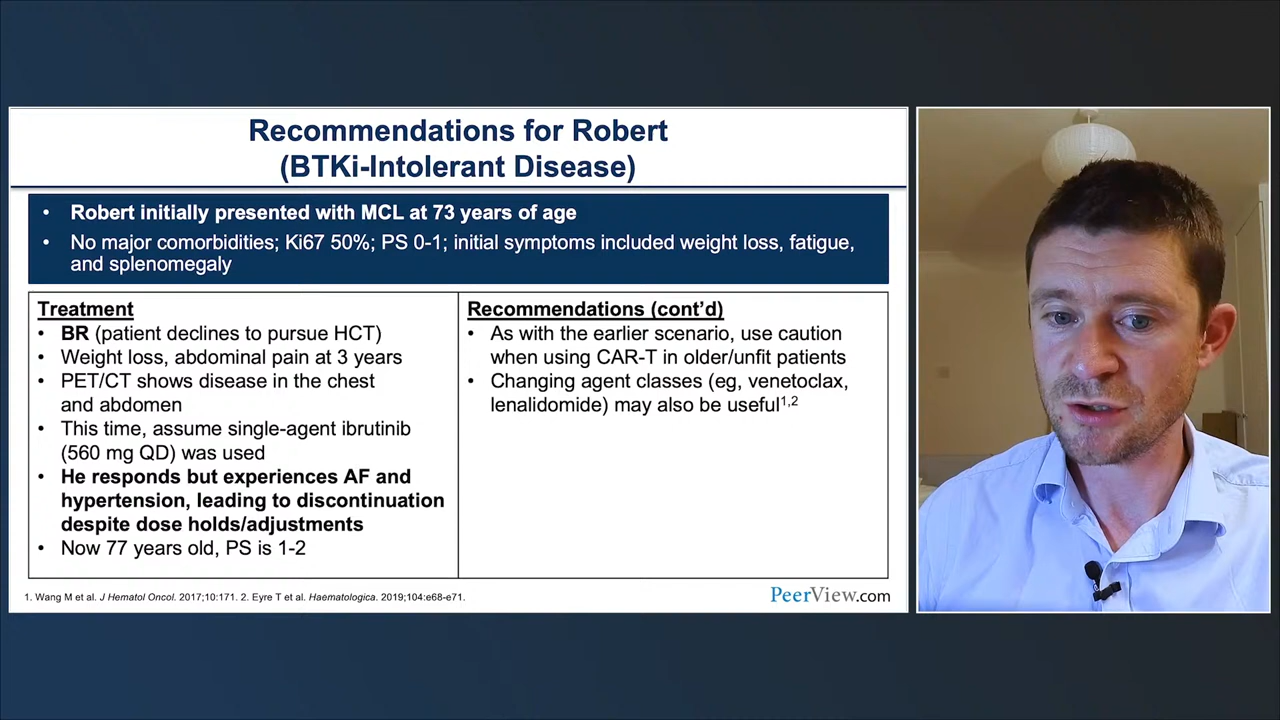 Recommendations for Robert
(BTKi-Intolerant Disease)
• Robert initially presented with MCL at 73 years of age
• No major comorbidities; Ki67 50%; PS 0-1; initial symptoms included weight loss, fatigue,
and splenomegaly
Treatment
• BR (patient declines to pursue HCT)
• Weight loss, abdominal pain at 3 years
• PET/CT shows disease in the chest
and abdomen
• This time, assume single-agent ibrutinib
(560 mg QD) was used
• He responds but experiences AF and
hypertension, leading to discontinuation
despite dose holds/adjustments
• Now 77 years old, PS is 1-2
Recommendations (cont'd)
• As with the earlier scenario, use caution
when using CAR-T in older/unfit patients
• Changing agent classes (eg, venetoclax,
lenalidomide) may also be useful1,2
1. Wang M et al. J Hematol Oncol. 2017;10:171. 2. Eyre T et al. Haematologica. 2019;104:e68-e71.
PeerView.com